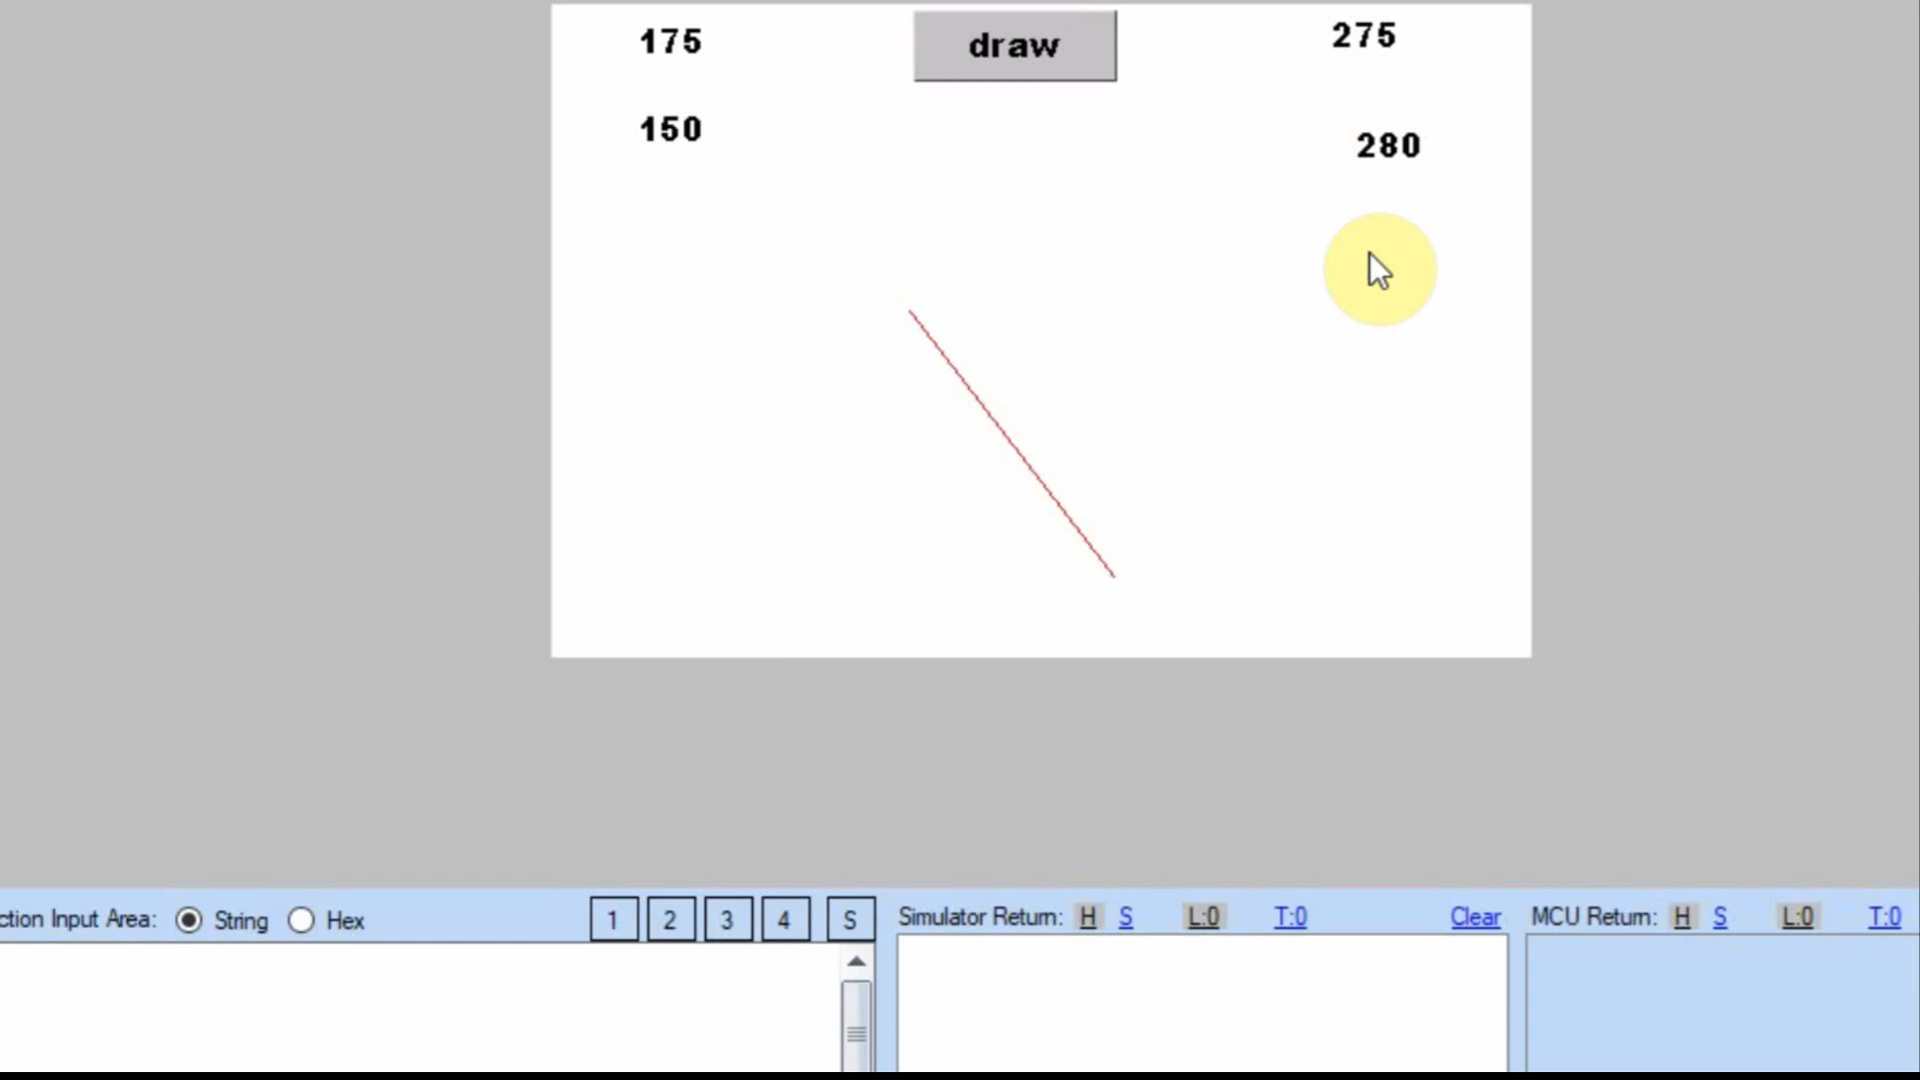 175
draw
275
150
280
ction Input Area: String Hex 1 2 3 4 S
Simulator Return: H S L:0 T:0 Clear
MCU Return: H S L:0 T:0